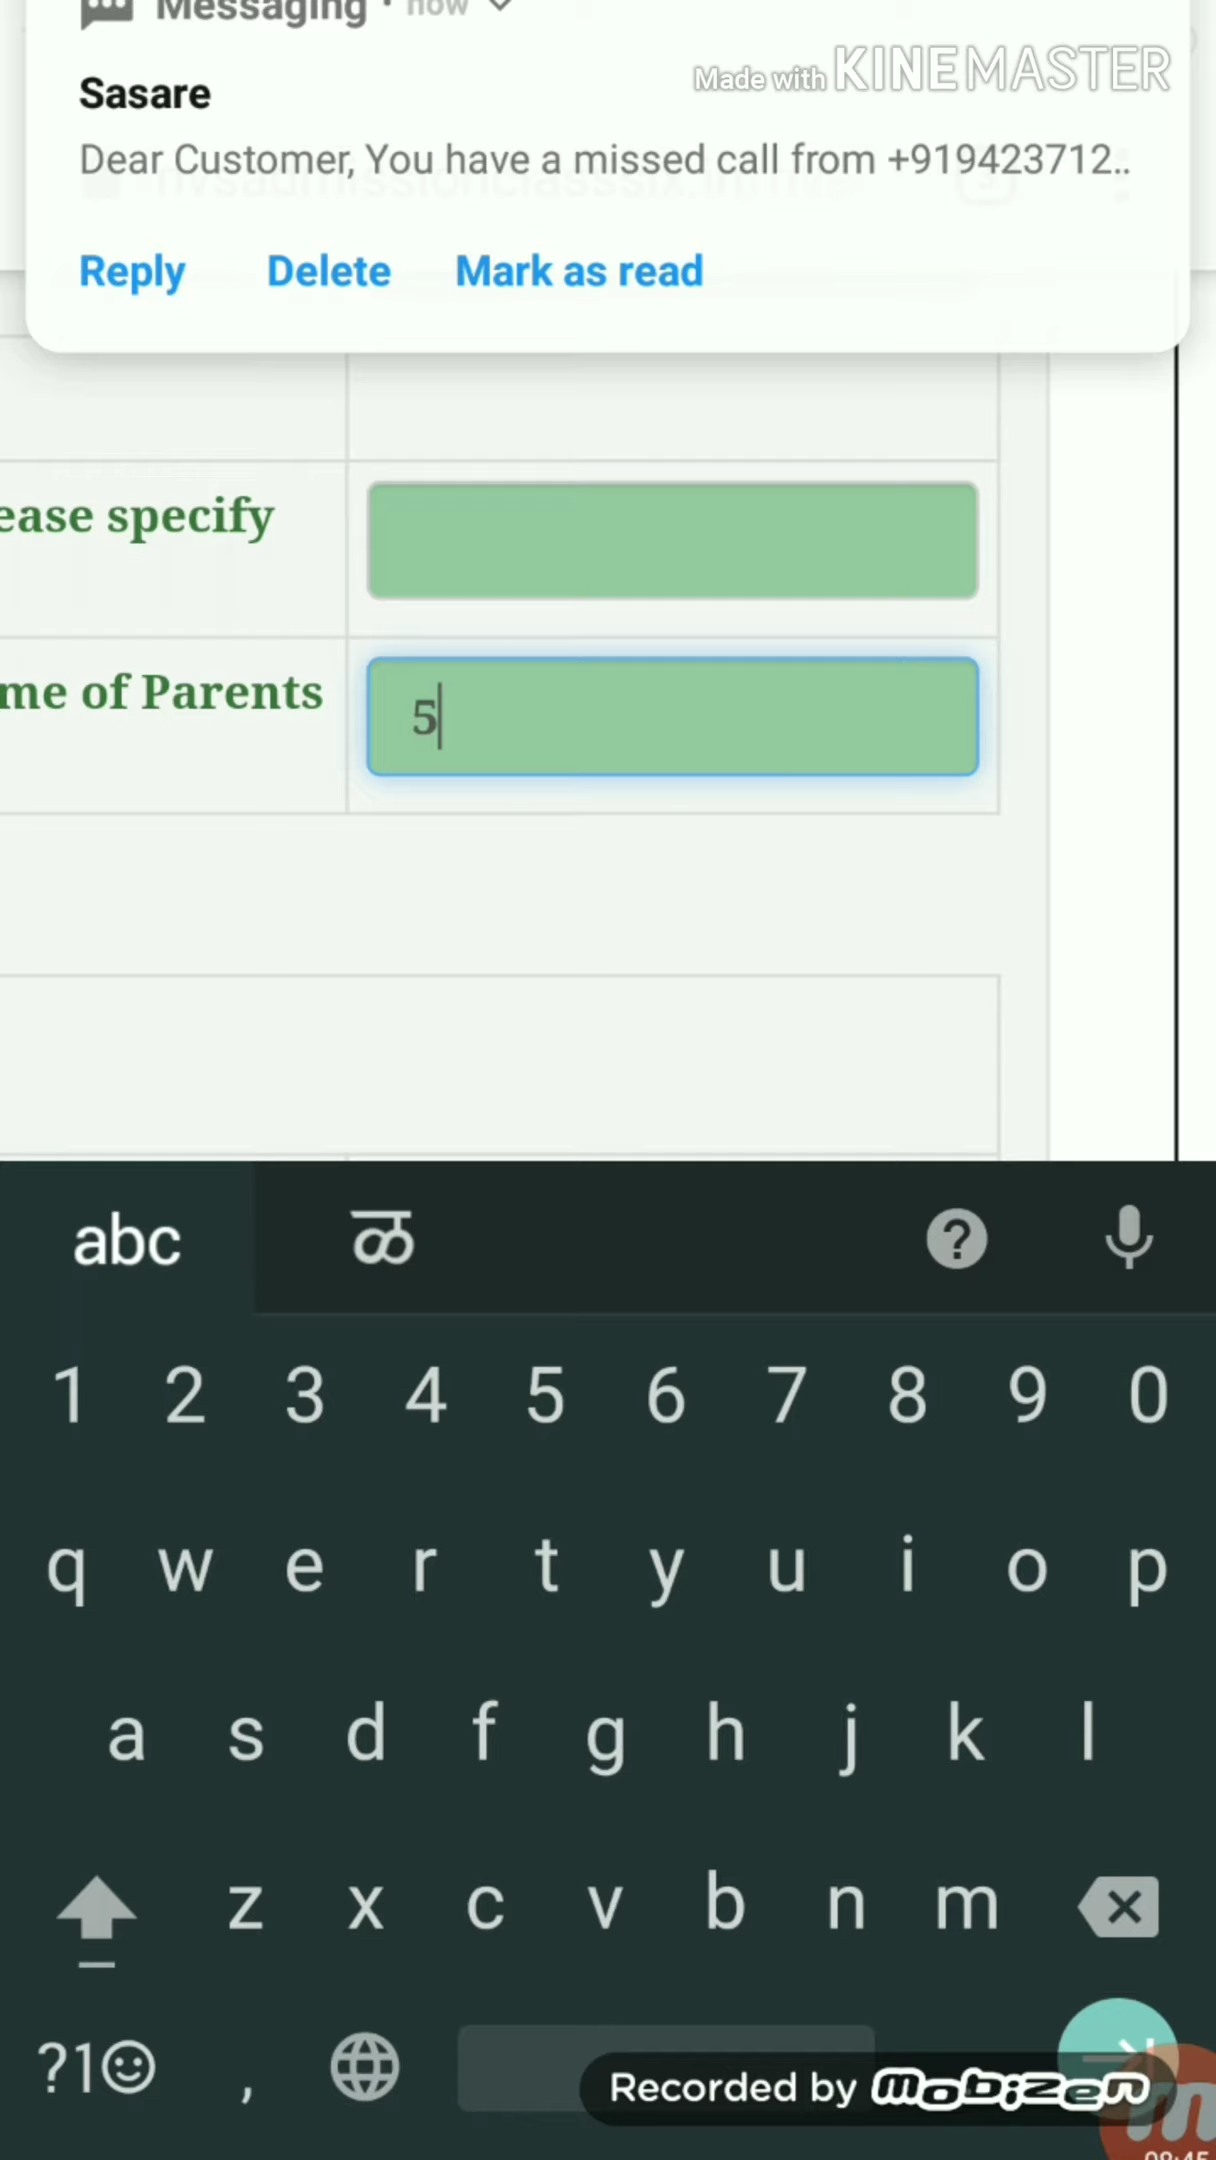 Messaging • now
Made with KINEMASTER
Sasare
Dear Customer, You have a missed call from +919423712..
Reply Delete Mark as read
ease specify
me of Parents 5
abc ळ ?
1 2 3 4 5 6 7 8 9 0
q w e r t y u i o p
a s d f g h j k l
z x c v b n m
?1☺ ,
Recorded by mobizen